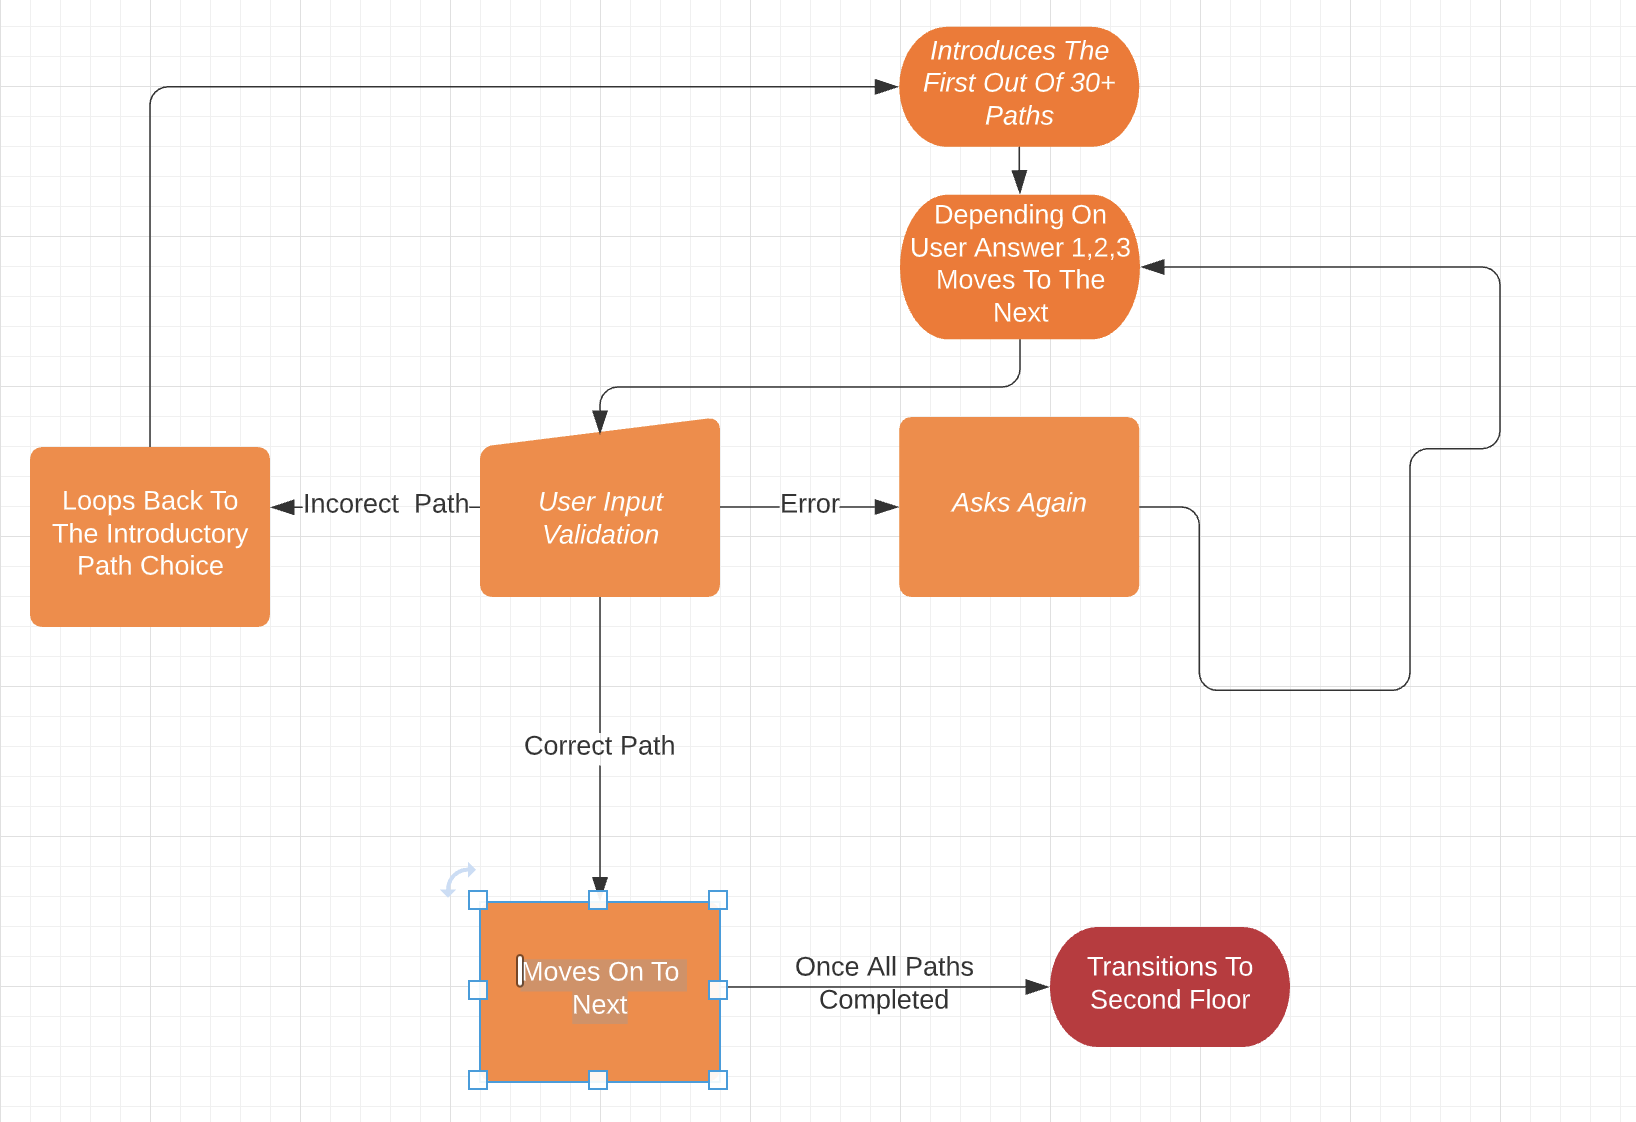 Introduces The
First Out Of 30+
Paths
Depending On
User Answer 1,2,3
Moves To The
Next
Loops Back To
The Introductory
Path Choice
Incorect  Path
User Input
Validation
Error
Asks Again
Correct Path
Moves On To
Next
Once All Paths
Completed
Transitions To
Second Floor